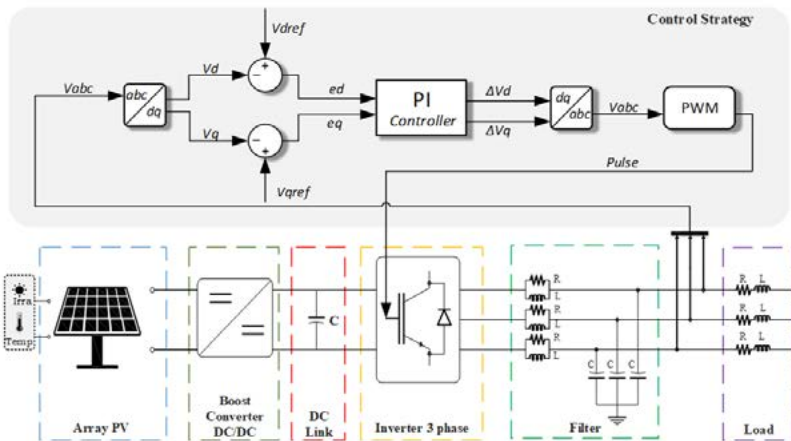 Control Strategy
Vdref
Vabc
abc
dq
Vd
Vq
+
−
−
+
Vqref
ed
eq
PI
Controller
ΔVd
ΔVq
dq
abc
Vabc
PWM
Pulse
Irra
Temp
Array PV
Boost
Converter
DC/DC
C
DC
Link
Inverter 3 phase
R
L
R
L
R
L
C
C
C
Filter
R
L
R
L
R
L
Load